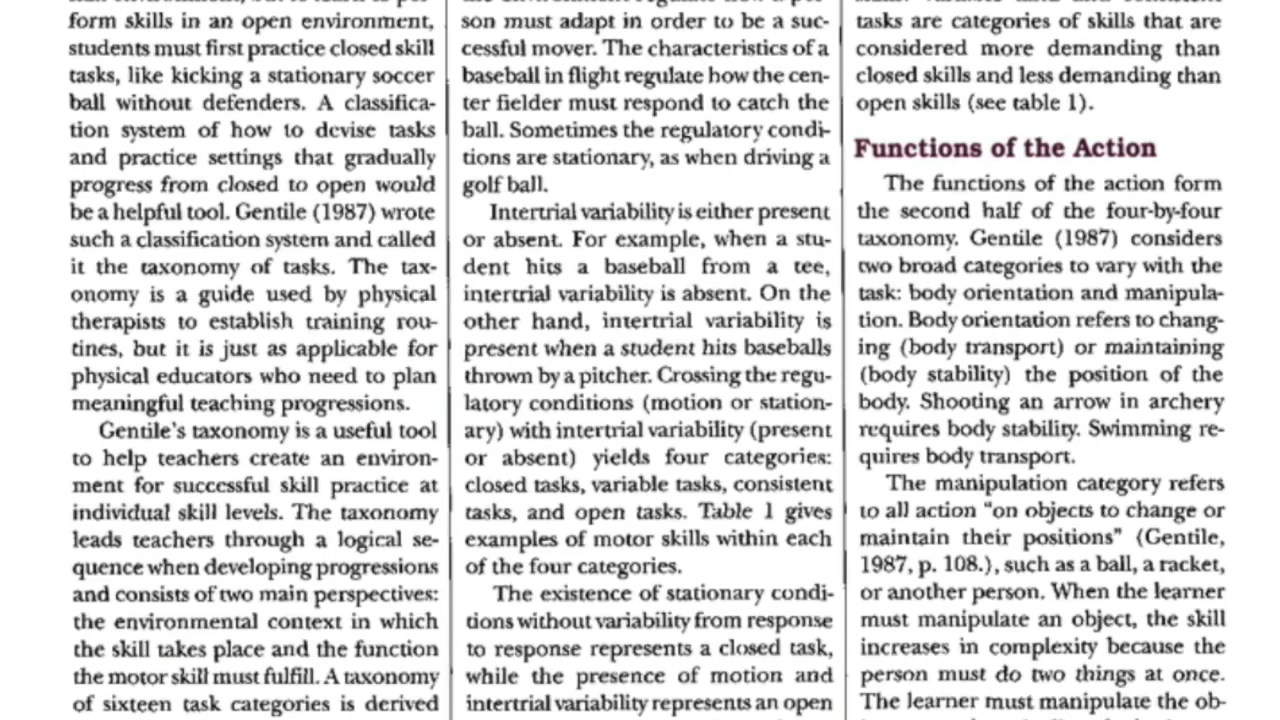 form skills in an open environment,
students must first practice closed skill
tasks, like kicking a stationary soccer
ball without defenders. A classifica-
tion system of how to devise tasks
and practice settings that gradually
progress from closed to open would
be a helpful tool. Gentile (1987) wrote
such a classification system and called
it the taxonomy of tasks. The tax-
onomy is a guide used by physical
therapists to establish training rou-
tines, but it is just as applicable for
physical educators who need to plan
meaningful teaching progressions.
Gentile's taxonomy is a useful tool
to help teachers create an environ-
ment for successful skill practice at
individual skill levels. The taxonomy
leads teachers through a logical se-
quence when developing progressions
and consists of two main perspectives:
the environmental context in which
the skill takes place and the function
the motor skill must fulfill. A taxonomy
of sixteen task categories is derived
son must adapt in order to be a suc-
cessful mover. The characteristics of a
baseball in flight regulate how the cen-
ter fielder must respond to catch the
ball. Sometimes the regulatory condi-
tions are stationary, as when driving a
golf ball.
Intertrial variability is either present
or absent. For example, when a stu-
dent hits a baseball from a tee,
intertrial variability is absent. On the
other hand, intertrial variability is
present when a student hits baseballs
thrown by a pitcher. Crossing the regu-
latory conditions (motion or station-
ary) with intertrial variability (present
or absent) yields four categories:
closed tasks, variable tasks, consistent
tasks, and open tasks. Table 1 gives
examples of motor skills within each
of the four categories.
The existence of stationary condi-
tions without variability from response
to response represents a closed task,
while the presence of motion and
intertrial variability represents an open
tasks are categories of skills that are
considered more demanding than
closed skills and less demanding than
open skills (see table 1).
Functions of the Action
The functions of the action form
the second half of the four-by-four
taxonomy. Gentile (1987) considers
two broad categories to vary with the
task: body orientation and manipula-
tion. Body orientation refers to chang-
ing (body transport) or maintaining
(body stability) the position of the
body. Shooting an arrow in archery
requires body stability. Swimming re-
quires body transport.
The manipulation category refers
to all action "on objects to change or
maintain their positions" (Gentile,
1987, p. 108.), such as a ball, a racket,
or another person. When the learner
must manipulate an object, the skill
increases in complexity because the
person must do two things at once.
The learner must manipulate the ob-